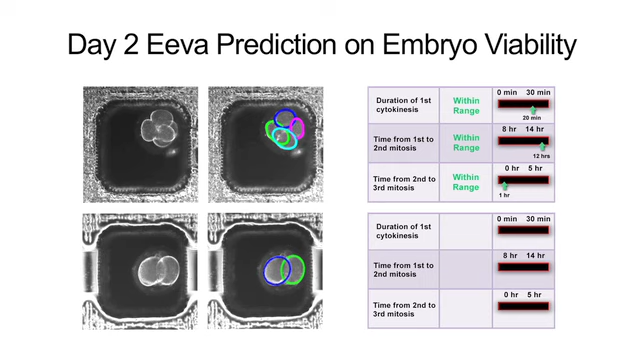 Day 2 Eeva Prediction on Embryo Viability
0 min 30 min
Duration of 1st
cytokinesis
Within
Range
20 min
8 hr 14 hr
Time from 1st to
2nd mitosis
Within
Range
12 hrs
0 hr 5 hr
Time from 2nd to
3rd mitosis
Within
Range
1 hr
0 min 30 min
Duration of 1st
cytokinesis
8 hr 14 hr
Time from 1st to
2nd mitosis
0 hr 5 hr
Time from 2nd to
3rd mitosis